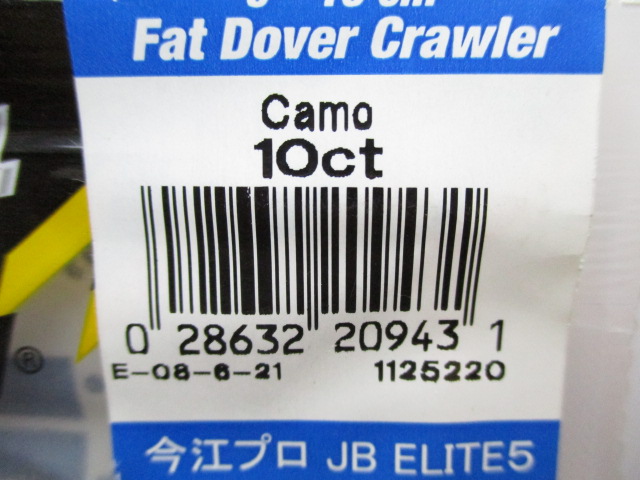 Fat Dover Crawler
Camo
10ct
0 28632 20943 1
E-08-6-21 1125220
®
今江プロ JB ELITE5